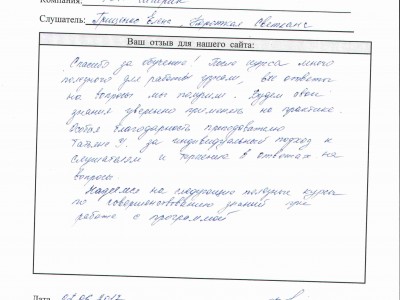 Компания:
Слушатель: Гриценко Елена Короткая Светлана
Ваш отзыв для нашего сайта:
Спасибо за обучение! После курса много
полезного для работы узнали, все ответы
на вопросы мы получили. Будем свои
знания уверенно применять на практике.
Особая благодарность преподавателю
Татьяне Ч. за индивидуальный подход к
слушателям и терпение в ответах на
вопросы.
Надеемся на следующие полезные курсы
по совершенствованию знаний при
работе с программой
Дата 02.06.2017